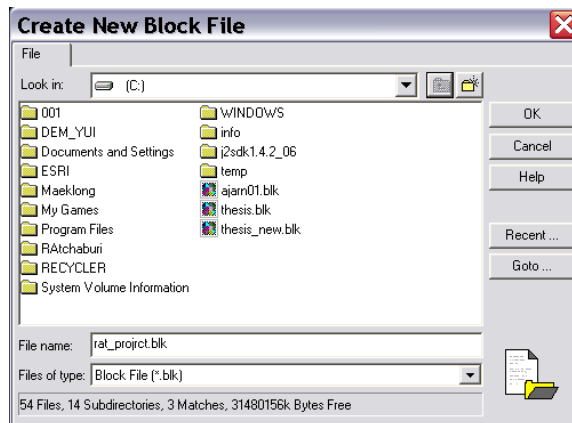 Create New Block File
File
Look in: (C:)
001
DEM_YUI
Documents and Settings
ESRI
Maeklong
My Games
Program Files
RAtchaburi
RECYCLER
System Volume Information
WINDOWS
info
j2sdk1.4.2_06
temp
ajarn01.blk
thesis.blk
thesis_new.blk
OK
Cancel
Help
Recent ...
Goto ...
File name: rat_projrct.blk
Files of type: Block File (*.blk)
54 Files, 14 Subdirectories, 3 Matches, 31480156k Bytes Free